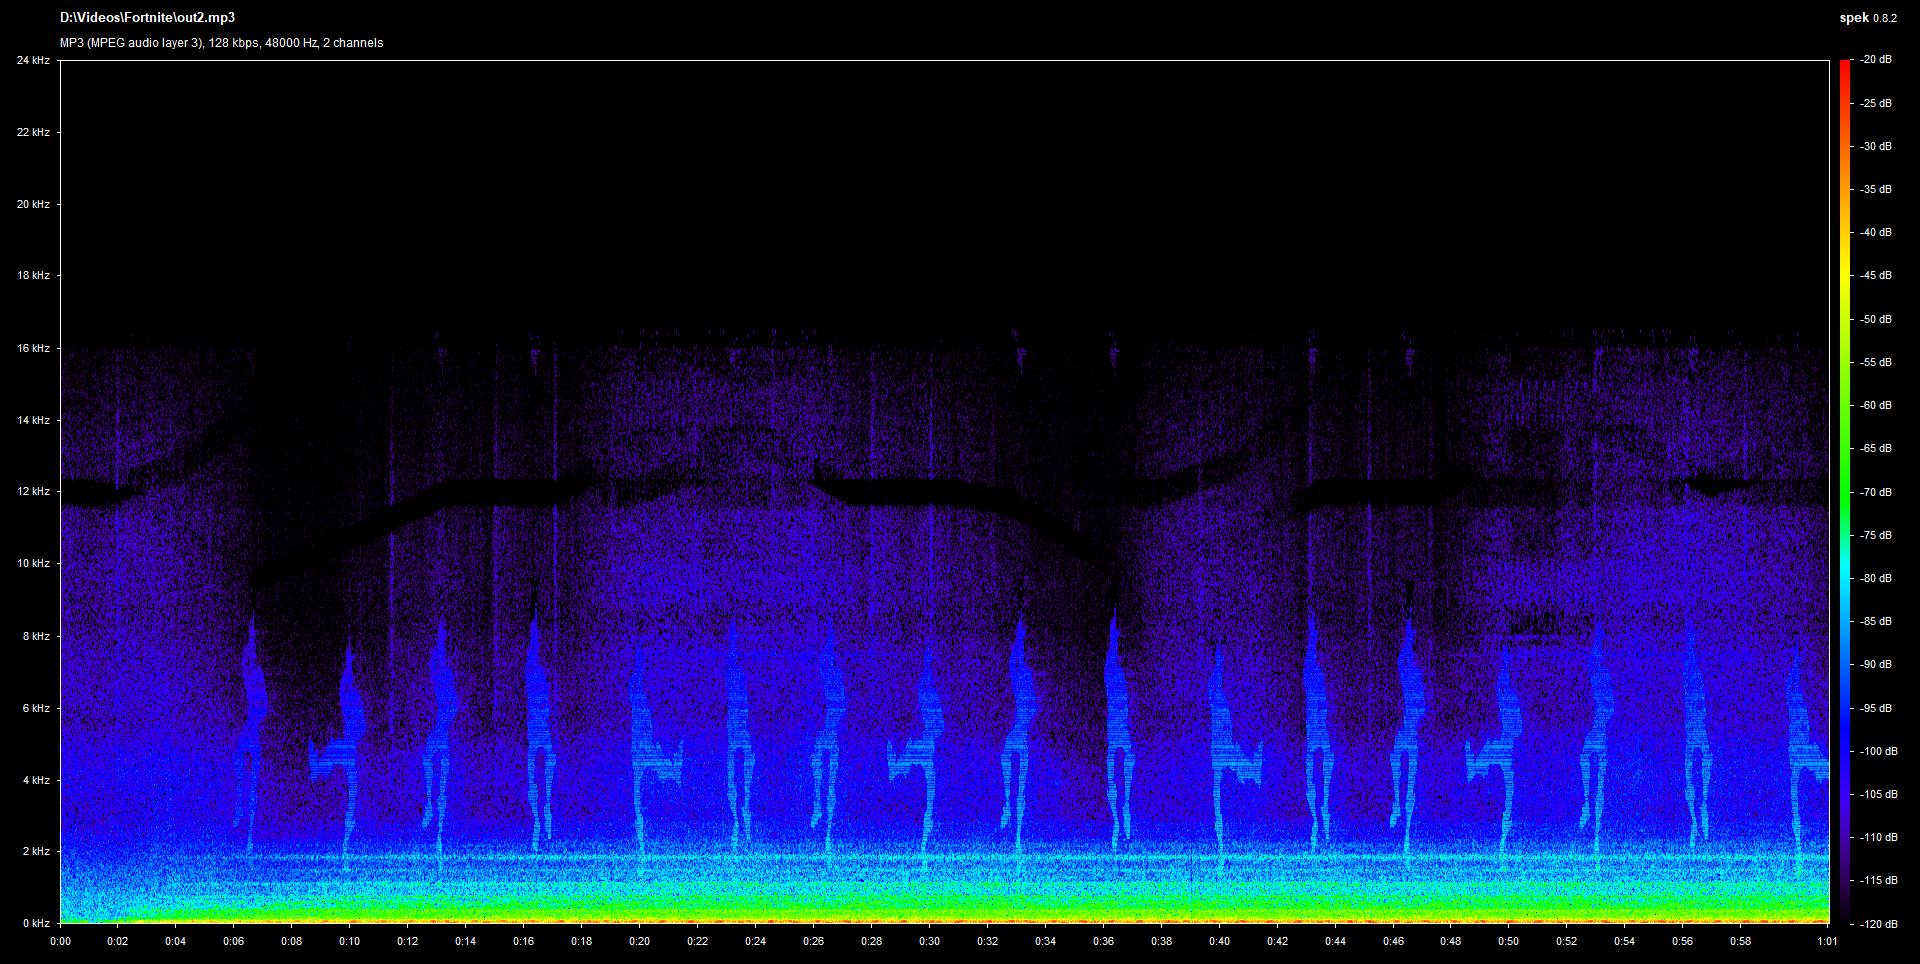 D:\Videos\Fortnite\out2.mp3
spek 0.8.2
MP3 (MPEG audio layer 3), 128 kbps, 48000 Hz, 2 channels
24 kHz
22 kHz
20 kHz
18 kHz
16 kHz
14 kHz
12 kHz
10 kHz
8 kHz
6 kHz
4 kHz
2 kHz
0 kHz
-20 dB
-25 dB
-30 dB
-35 dB
-40 dB
-45 dB
-50 dB
-55 dB
-60 dB
-65 dB
-70 dB
-75 dB
-80 dB
-85 dB
-90 dB
-95 dB
-100 dB
-105 dB
-110 dB
-115 dB
-120 dB
0:00 0:02 0:04 0:06 0:08 0:10 0:12 0:14 0:16 0:18 0:20 0:22 0:24 0:26 0:28 0:30 0:32 0:34 0:36 0:38 0:40 0:42 0:44 0:46 0:48 0:50 0:52 0:54 0:56 0:58 1:01